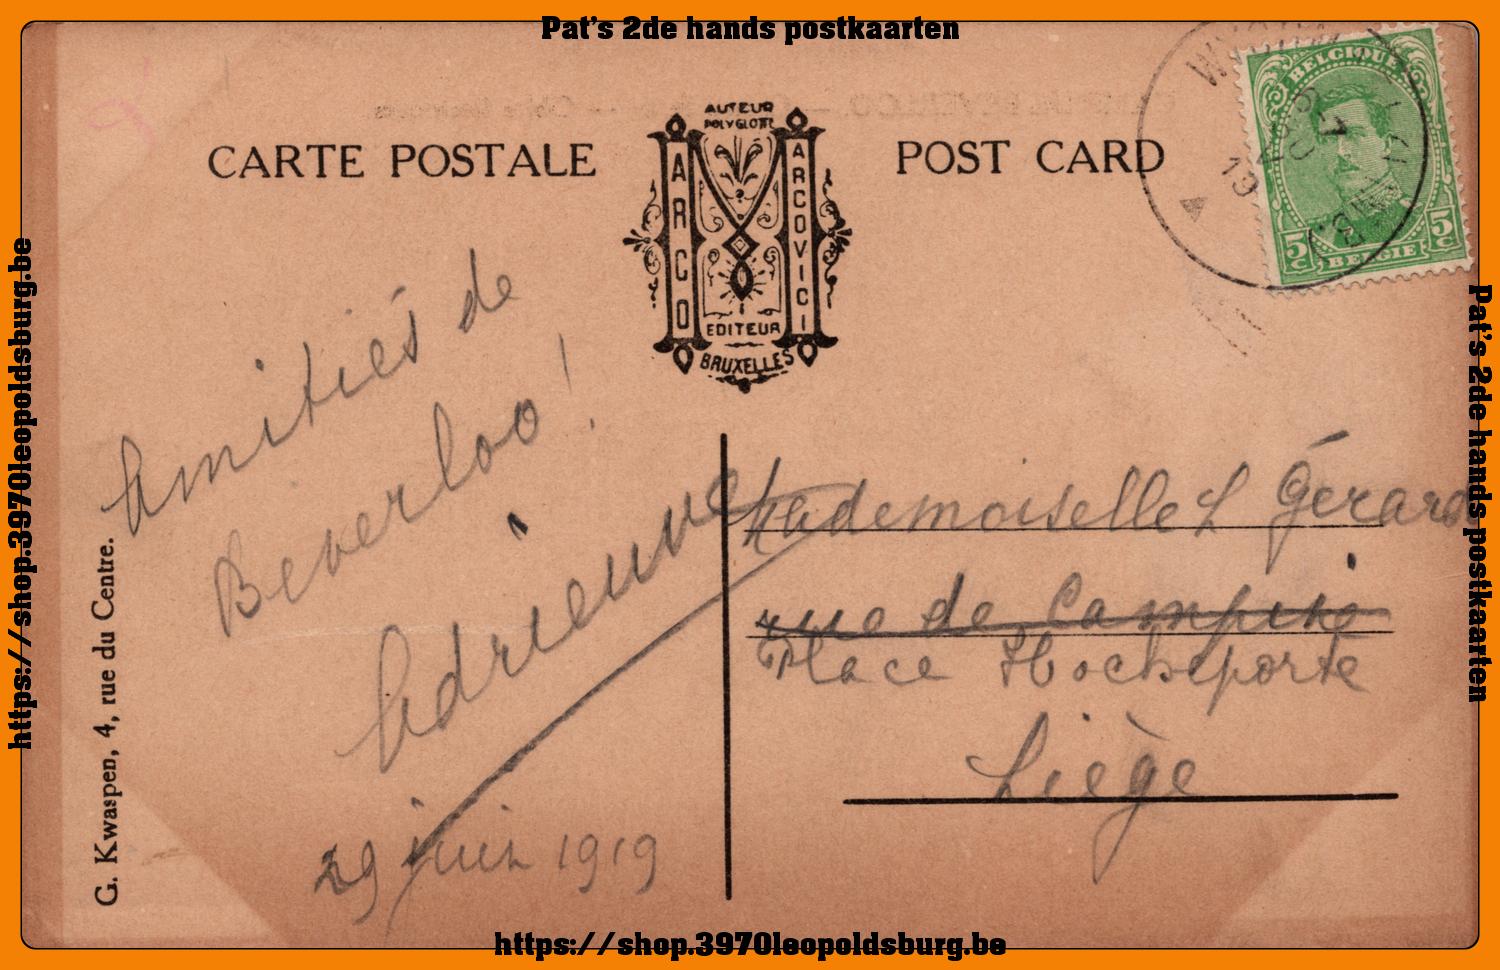 Pat's 2de hands postkaarten
CARTE POSTALE
POST CARD
AUTEUR
POLYGLOTTE
ARCO
ARCOVICI
EDITEUR
BRUXELLES
BELGIQUE
5c BELGIE 5c
Amitiés de
Beverloo!
Adrienne
29 juin 1919
Mademoiselle L Gérard
rue de Campine
Place Hocheporte
Liège
G. Kwaspen, 4, rue du Centre.
https://shop.3970leopoldsburg.be
Pat's 2de hands postkaarten
https://shop.3970leopoldsburg.be